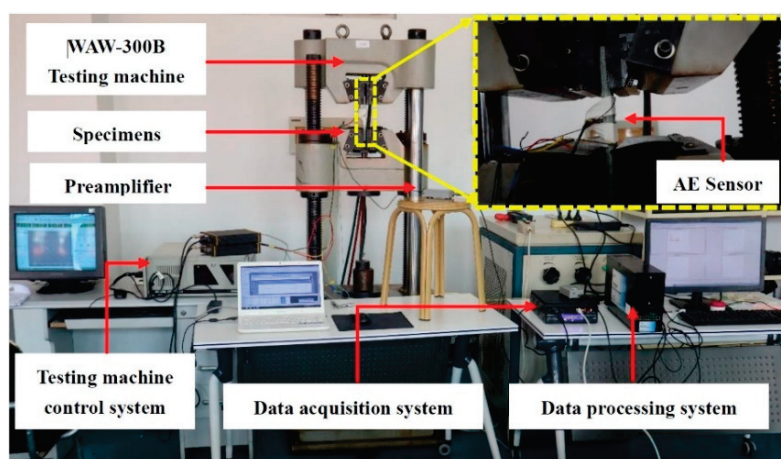 WAW-300B
Testing machine
Specimens
Preamplifier
AE Sensor
Testing machine
control system
Data acquisition system
Data processing system